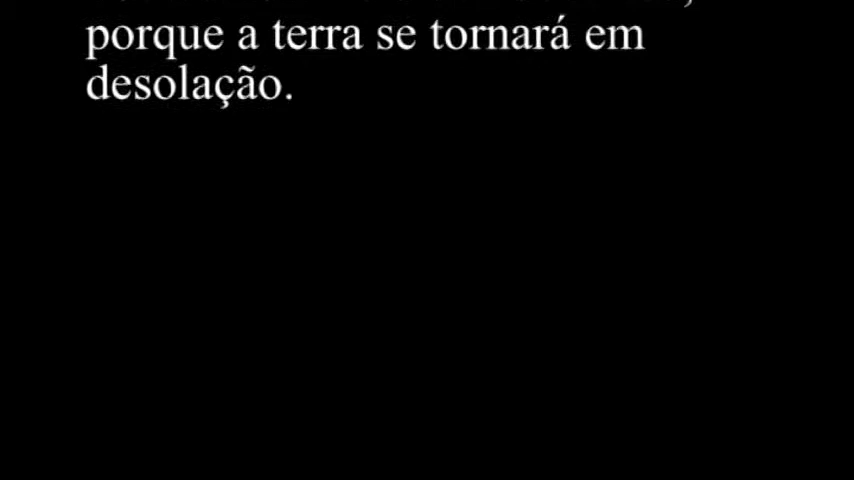 porque a terra se tornará em
desolação.